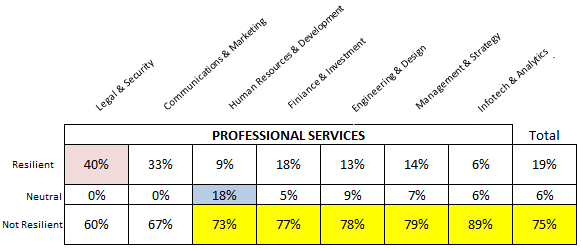 Legal & Security
Communications & Marketing
Human Resources & Development
Finiance & Investment
Engineering & Design
Management & Strategy
Infotech & Analytics
PROFESSIONAL SERVICES Total
Resilient 40% 33% 9% 18% 13% 14% 6% 19%
Neutral 0% 0% 18% 5% 9% 7% 6% 6%
Not Resilient 60% 67% 73% 77% 78% 79% 89% 75%